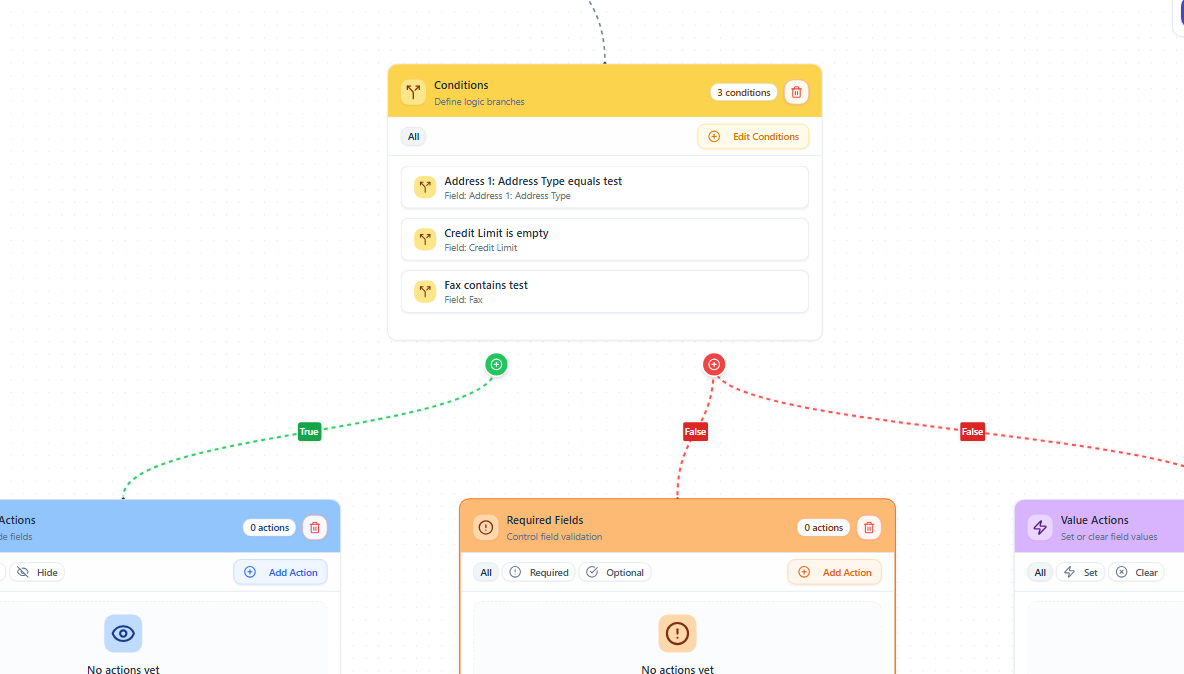 Conditions
Define logic branches
3 conditions
All
Edit Conditions
Address 1: Address Type equals test
Field: Address 1: Address Type
Credit Limit is empty
Field: Credit Limit
Fax contains test
Field: Fax
True
False
False
Actions
de fields
0 actions
Hide
Add Action
No actions yet
Required Fields
Control field validation
0 actions
All
Required
Optional
Add Action
No actions yet
Value Actions
Set or clear field values
All
Set
Clear